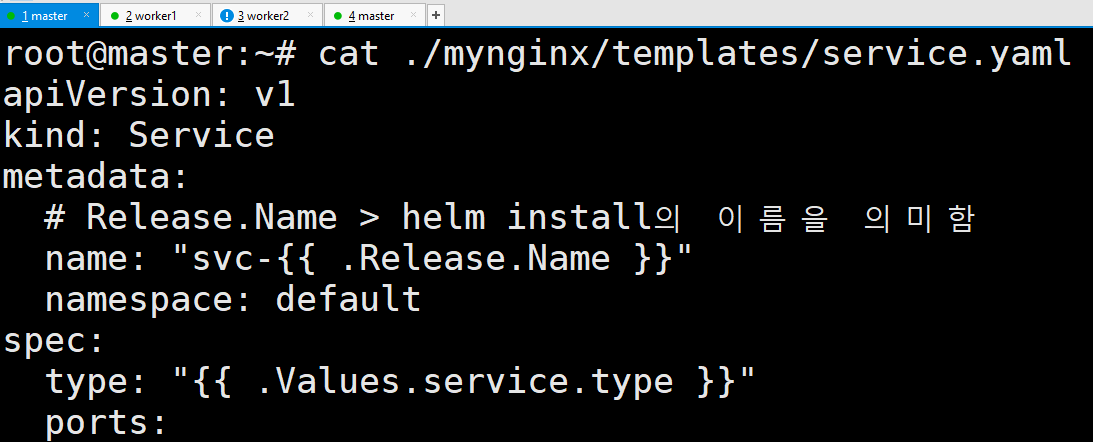 1 master × 2 worker1 × 3 worker2 × 4 master × +
root@master:~# cat ./mynginx/templates/service.yaml
apiVersion: v1
kind: Service
metadata:
  # Release.Name > helm install의 이름을 의미함
  name: "svc-{{ .Release.Name }}"
  namespace: default
spec:
  type: "{{ .Values.service.type }}"
  ports: